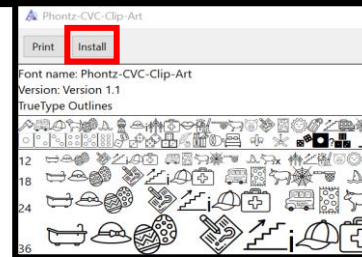 Phontz-CVC-Clip-Art
Print Install
Font name: Phontz-CVC-Clip-Art
Version: Version 1.1
TrueType Outlines
12
18
24
36